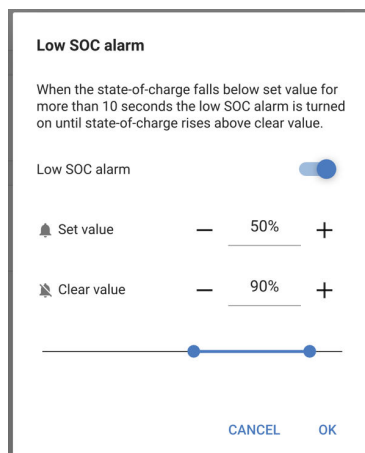 Low SOC alarm
When the state-of-charge falls below set value for
more than 10 seconds the low SOC alarm is turned
on until state-of-charge rises above clear value.
Low SOC alarm
Set value — 50% +
Clear value — 90% +
CANCEL OK